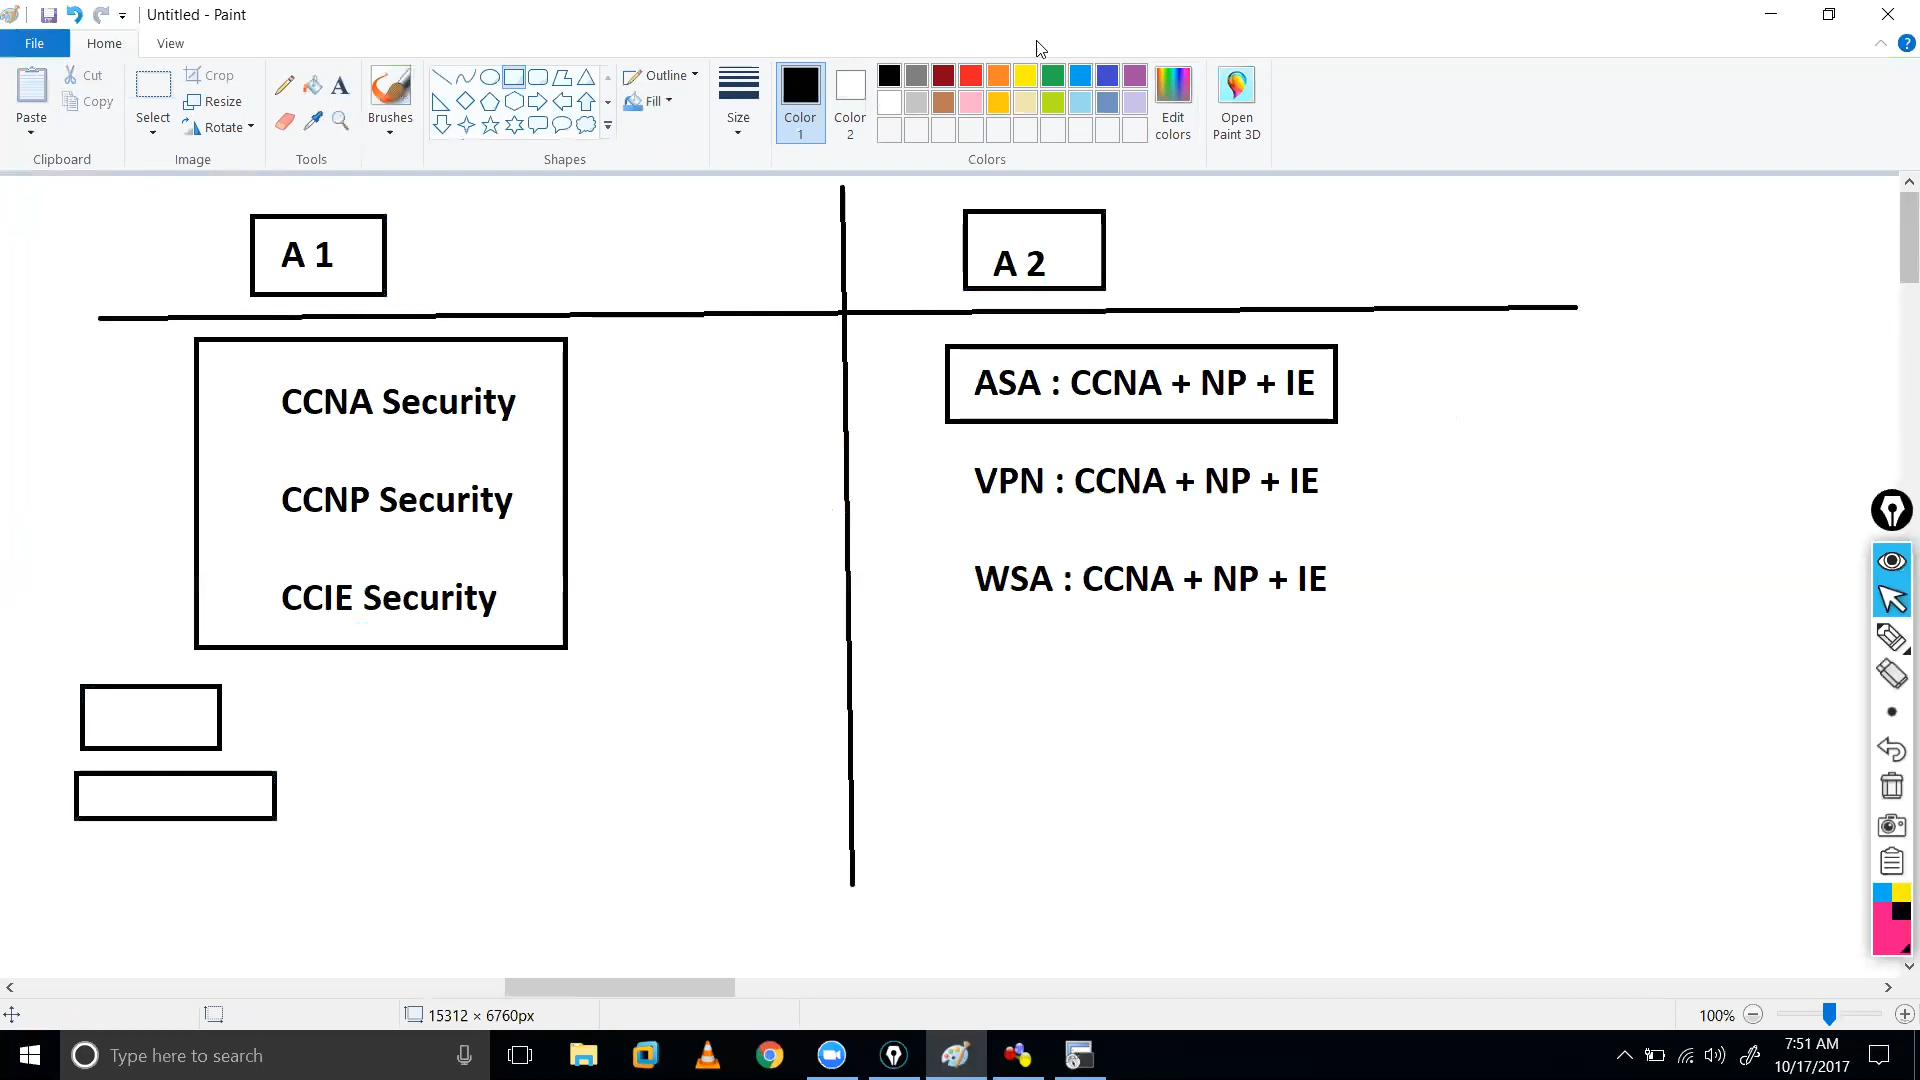 Untitled - Paint
File Home View
Paste
Cut
Copy
Clipboard
Select
Crop
Resize
Rotate
Image
A
Tools
Brushes
Outline
Fill
Shapes
Size
Color 1
Color 2
Edit colors
Colors
Open Paint 3D
?
A 1
A 2
CCNA Security
CCNP Security
CCIE Security
ASA : CCNA + NP + IE
VPN : CCNA + NP + IE
WSA : CCNA + NP + IE
15312 × 6760px
100%
Type here to search
7:51 AM
10/17/2017